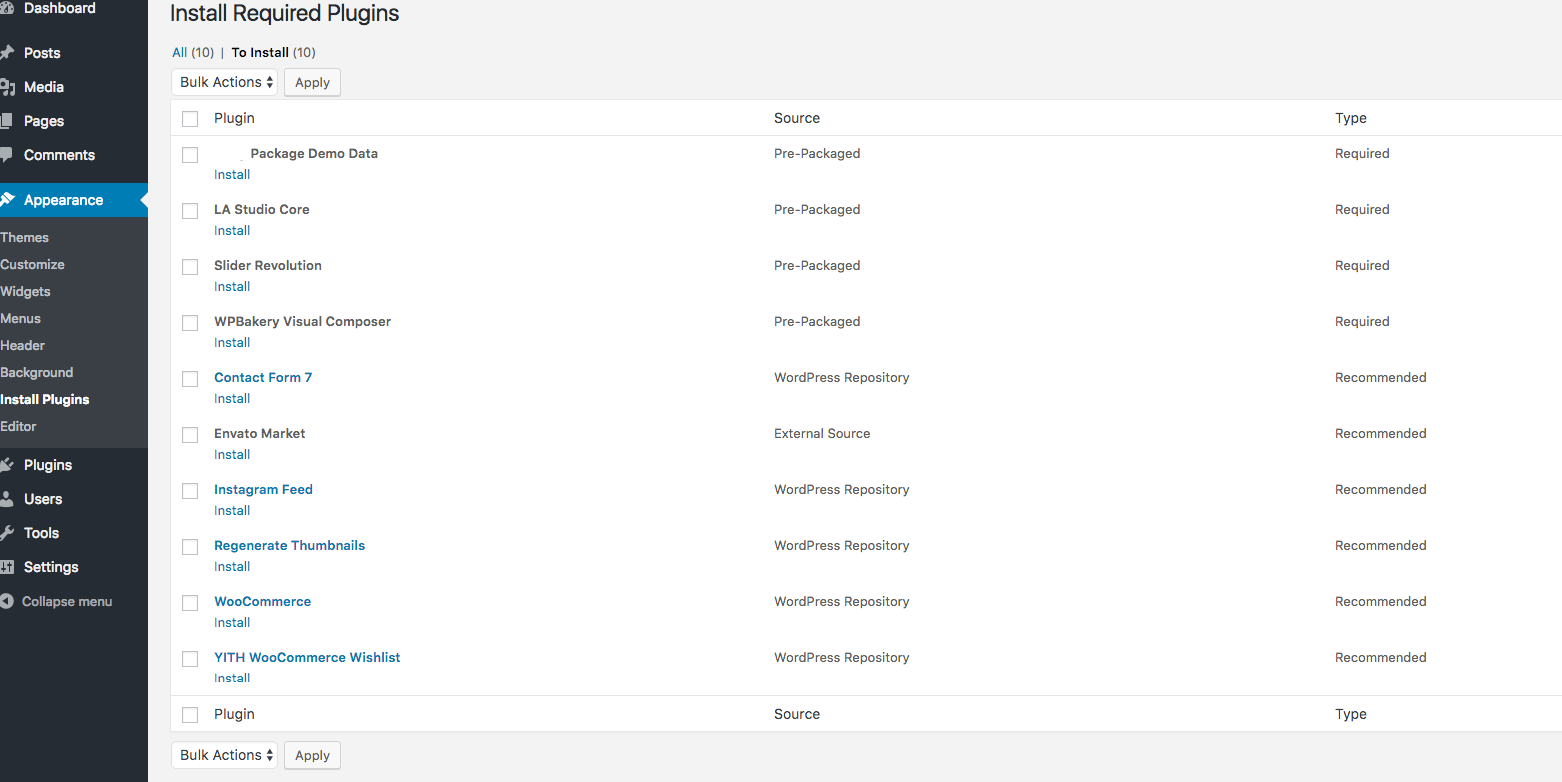 Dashboard
Posts
Media
Pages
Comments
Appearance
Themes
Customize
Widgets
Menus
Header
Background
Install Plugins
Editor
Plugins
Users
Tools
Settings
Collapse menu
Install Required Plugins
All (10) | To Install (10)
Bulk Actions Apply
Plugin Source Type
Package Demo Data Pre-Packaged Required
Install
LA Studio Core Pre-Packaged Required
Install
Slider Revolution Pre-Packaged Required
Install
WPBakery Visual Composer Pre-Packaged Required
Install
Contact Form 7 WordPress Repository Recommended
Install
Envato Market External Source Recommended
Install
Instagram Feed WordPress Repository Recommended
Install
Regenerate Thumbnails WordPress Repository Recommended
Install
WooCommerce WordPress Repository Recommended
Install
YITH WooCommerce Wishlist WordPress Repository Recommended
Install
Plugin Source Type
Bulk Actions Apply